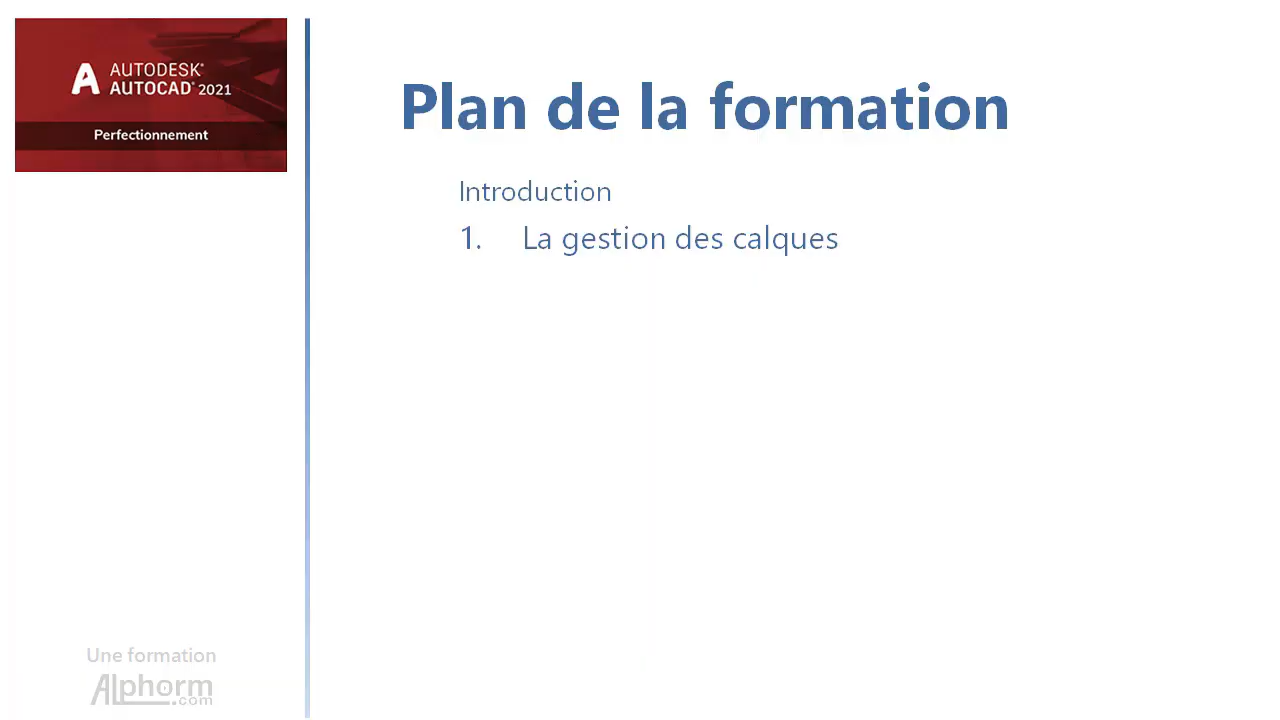 AUTODESK®
AUTOCAD® 2021
Perfectionnement
Plan de la formation
Introduction
1. La gestion des calques
Une formation
Alphorm
.com